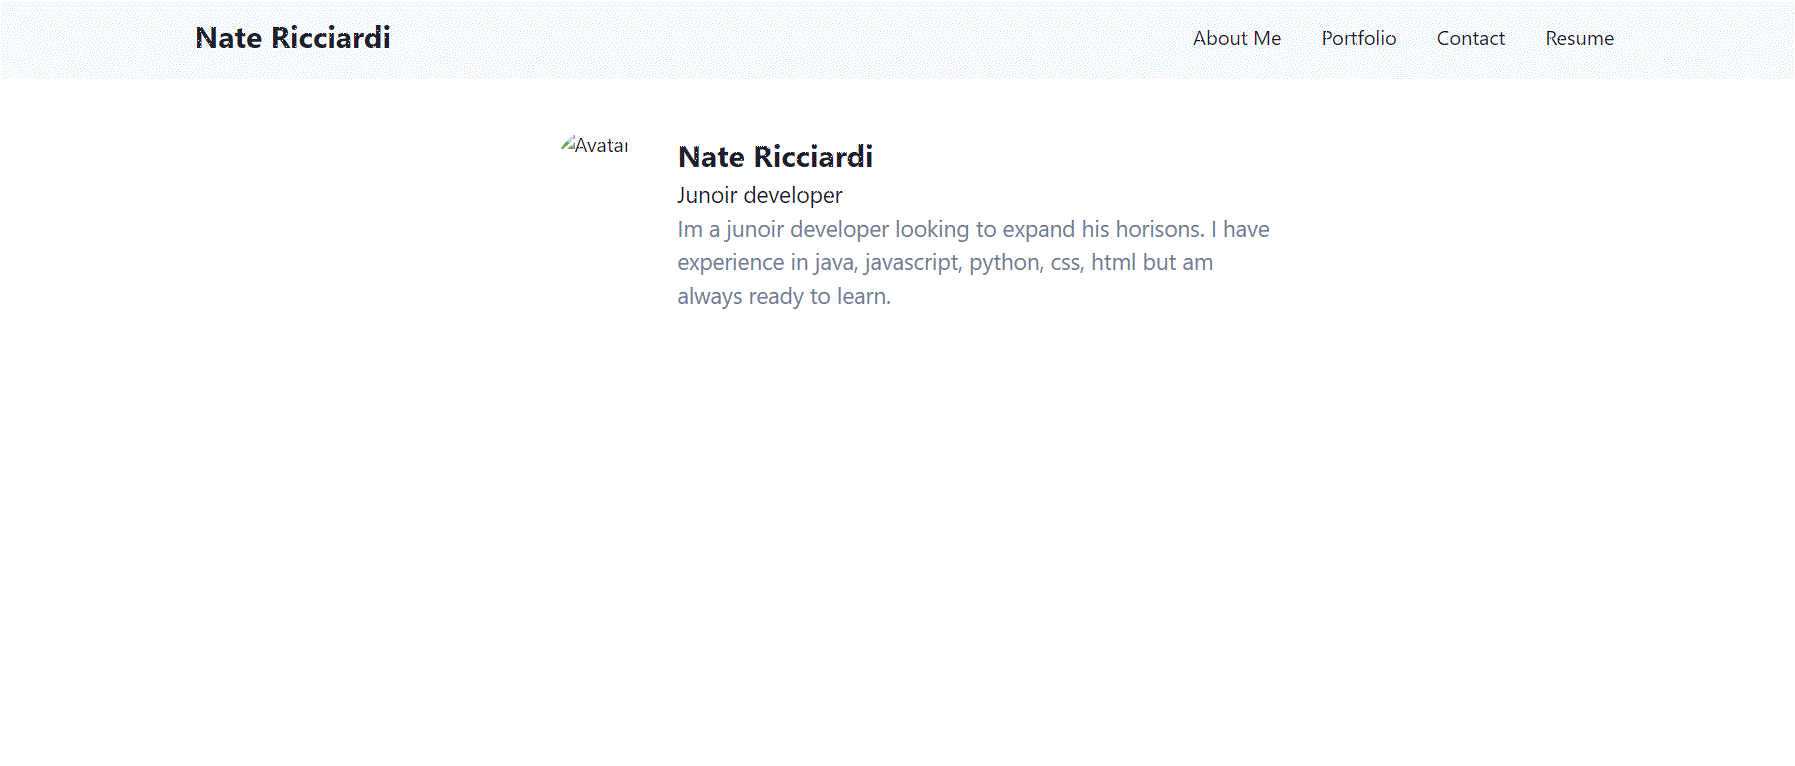 Nate Ricciardi
About Me Portfolio Contact Resume
Avatar
Nate Ricciardi
Junoir developer
Im a junoir developer looking to expand his horisons. I have
experience in java, javascript, python, css, html but am
always ready to learn.